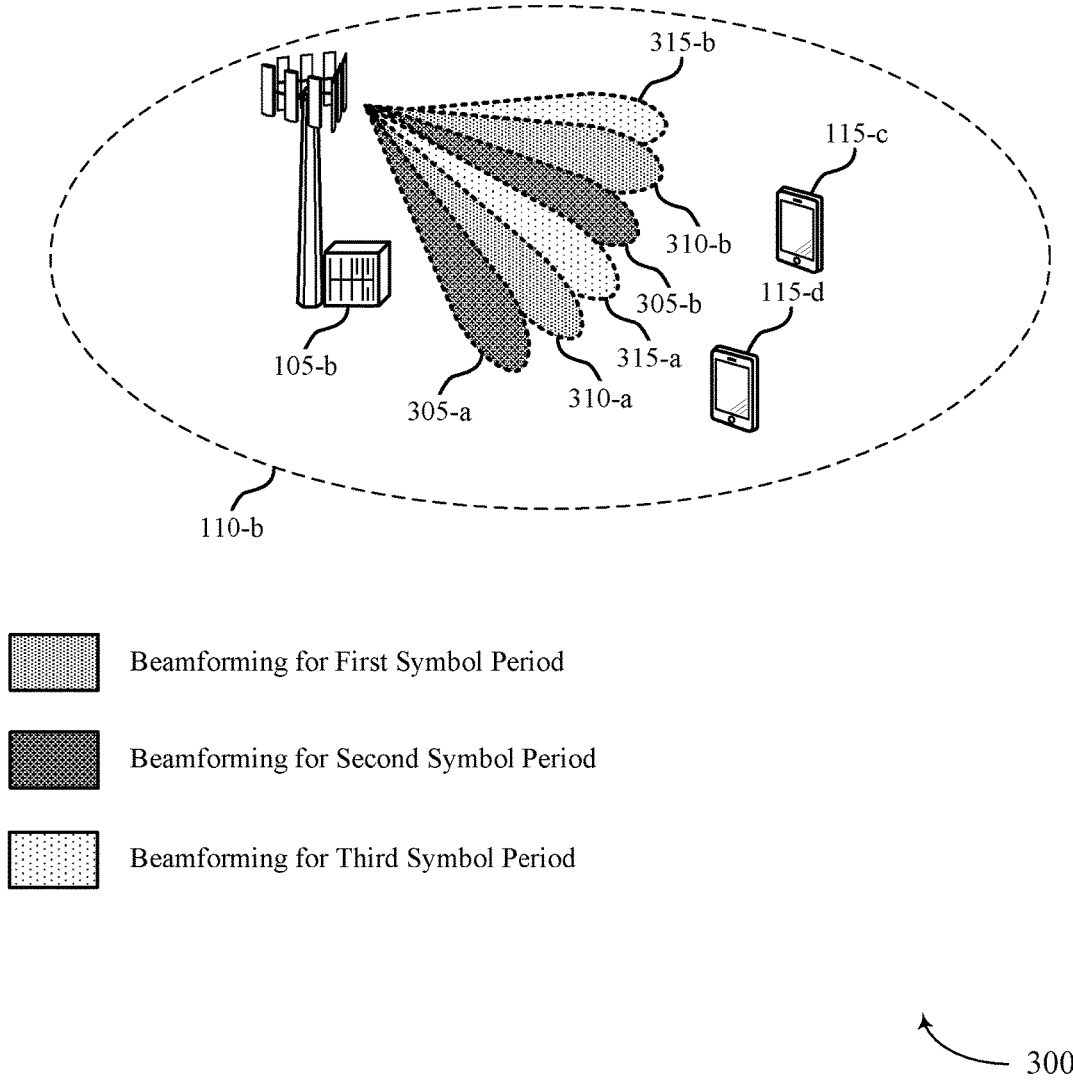 315-b
115-c
310-b
305-b
115-d
315-a
105-b
310-a
305-a
110-b
Beamforming for First Symbol Period
Beamforming for Second Symbol Period
Beamforming for Third Symbol Period
300